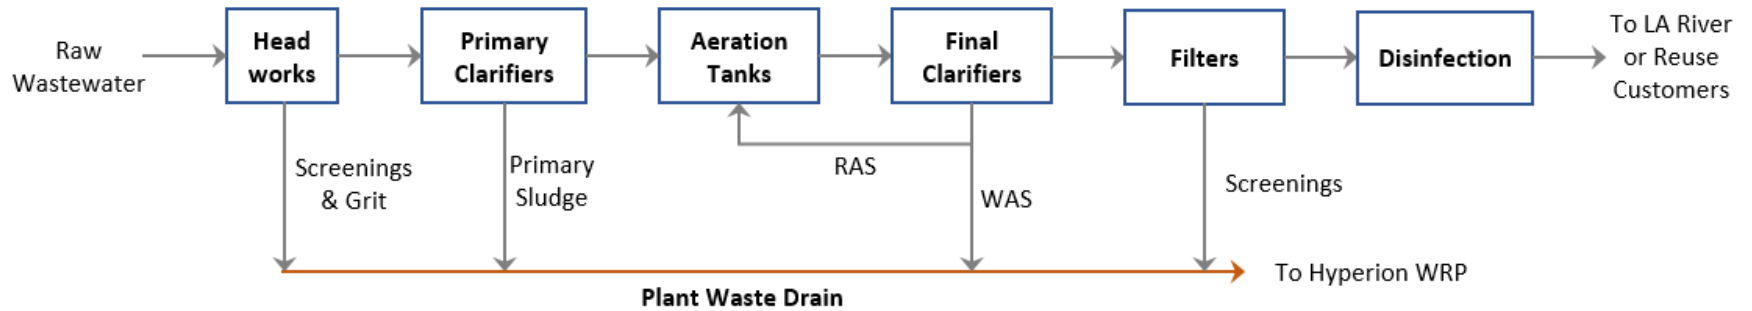 Raw
Wastewater
Head
works
Primary
Clarifiers
Aeration
Tanks
Final
Clarifiers
Filters
Disinfection
To LA River
or Reuse
Customers
Screenings
& Grit
Primary
Sludge
RAS
WAS
Screenings
To Hyperion WRP
Plant Waste Drain